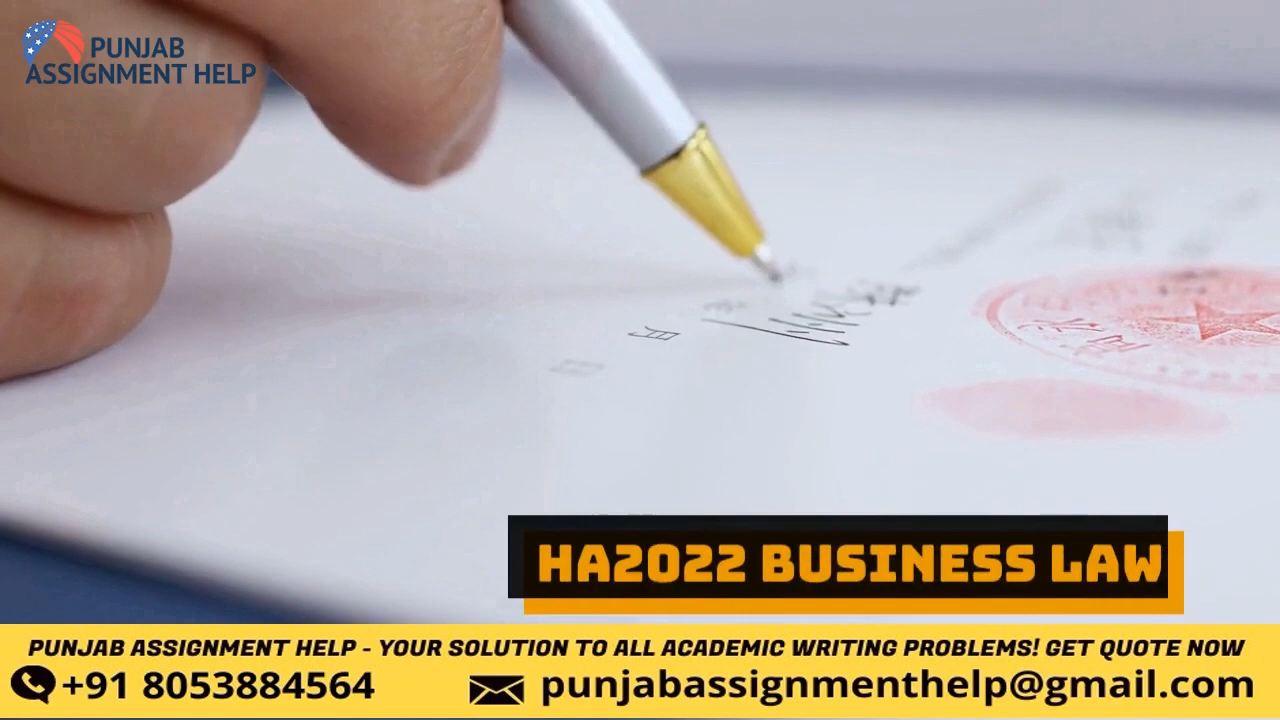 PUNJAB
ASSIGNMENT HELP
HA2022 BUSINESS LAW
PUNJAB ASSIGNMENT HELP - YOUR SOLUTION TO ALL ACADEMIC WRITING PROBLEMS! GET QUOTE NOW
+91 8053884564
punjabassignmenthelp@gmail.com